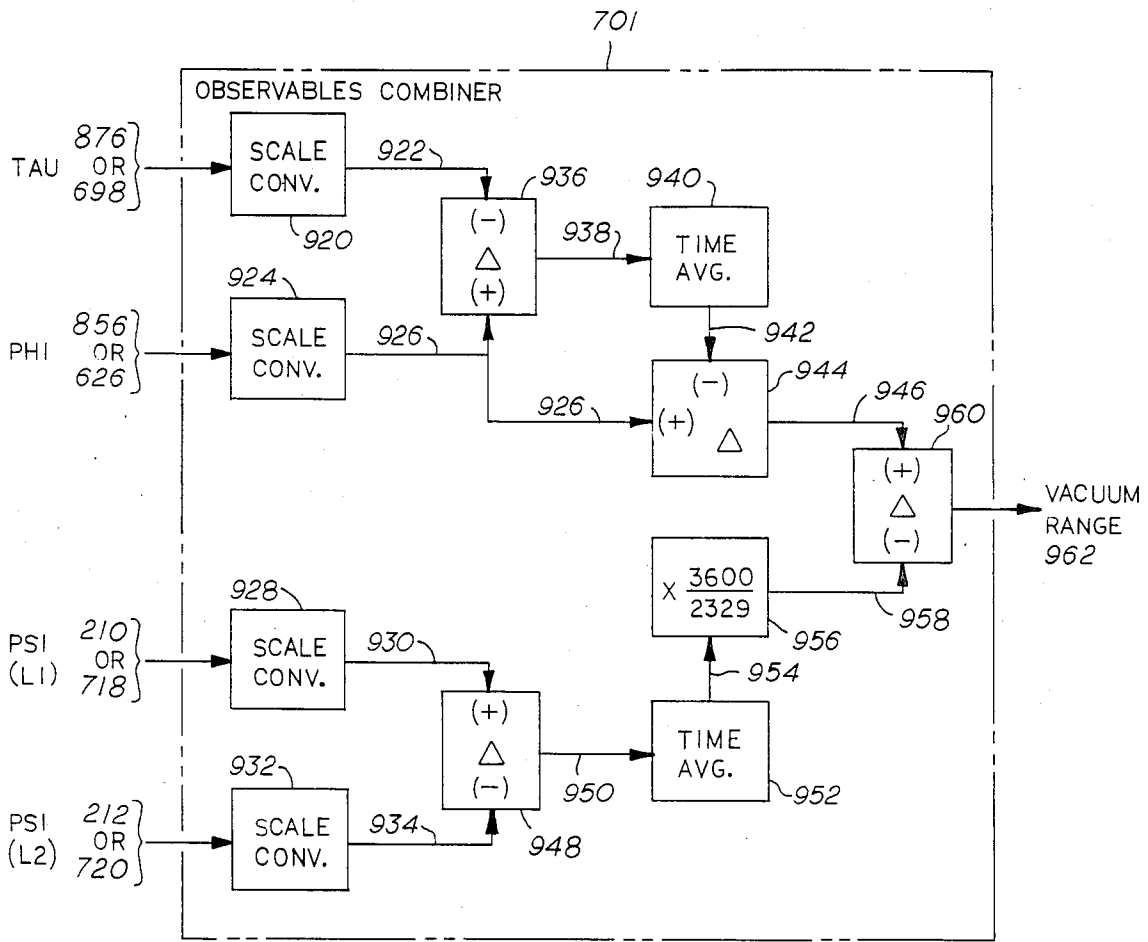 701
OBSERVABLES COMBINER
TAU
876
OR
698
SCALE
CONV.
920
922
936
(-)
△
(+)
938
940
TIME
AVG.
942
PHI
856
OR
626
924
SCALE
CONV.
926
926
944
(-)
(+)
△
946
960
(+)
△
(-)
VACUUM
RANGE
962
PSI
(L1)
210
OR
718
928
SCALE
CONV.
930
948
(+)
△
(-)
950
TIME
AVG.
952
954
X 3600
2329
956
958
PSI
(L2)
212
OR
720
932
SCALE
CONV.
934